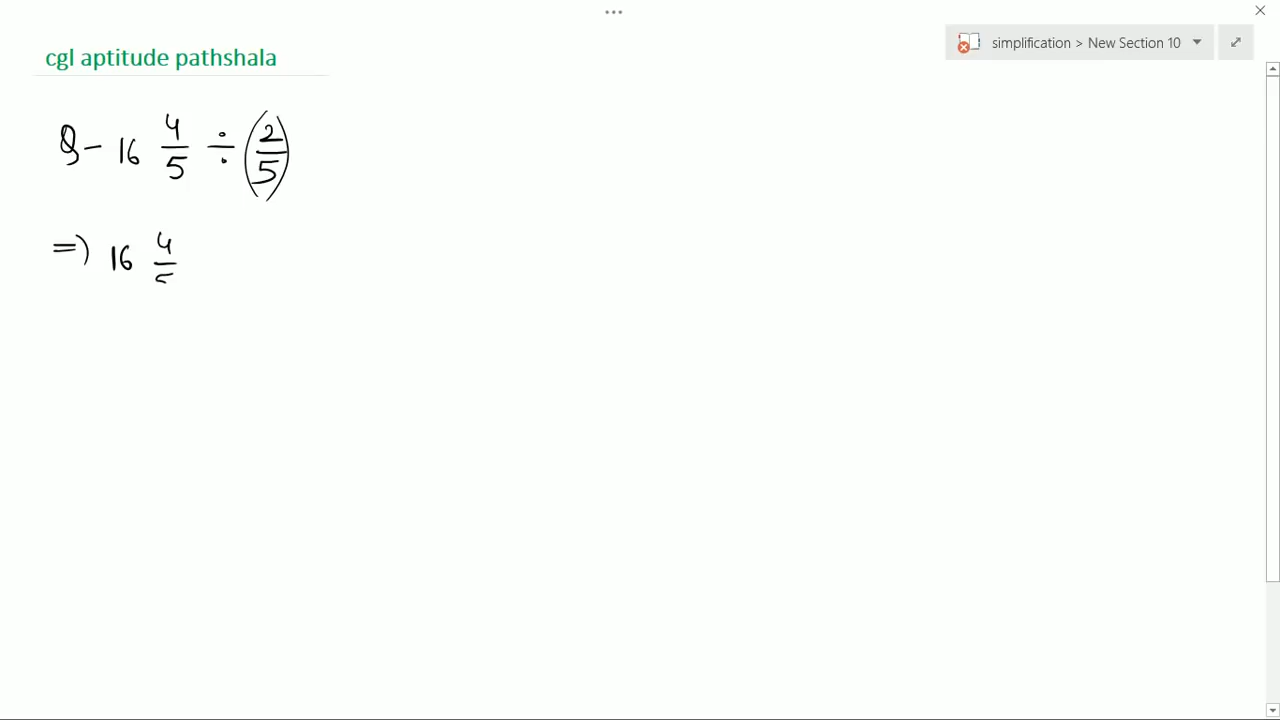 cgl aptitude pathshala
simplification > New Section 10
Q- 16 4/5 ÷ (2/5)
=) 16 4/5